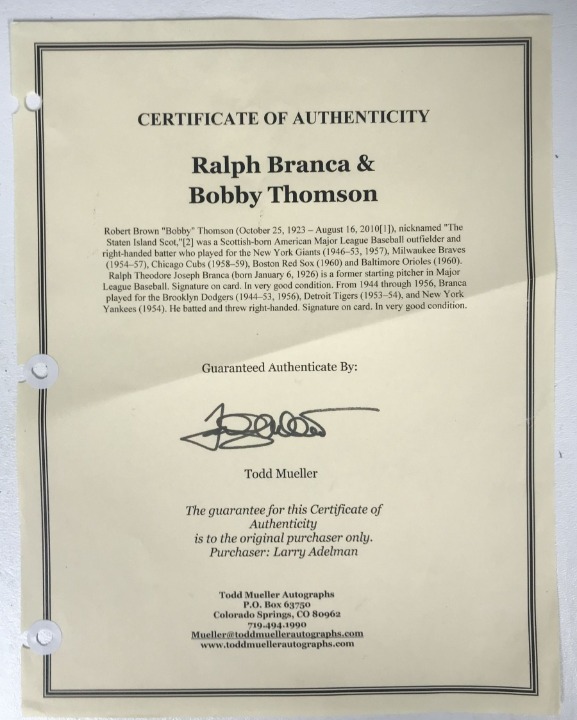 CERTIFICATE OF AUTHENTICITY
Ralph Branca &
Bobby Thomson
Robert Brown "Bobby" Thomson (October 25, 1923 – August 16, 2010[1]), nicknamed "The
Staten Island Scot,"[2] was a Scottish-born American Major League Baseball outfielder and
right-handed batter who played for the New York Giants (1946–53, 1957), Milwaukee Braves
(1954–57), Chicago Cubs (1958–59), Boston Red Sox (1960) and Baltimore Orioles (1960).
Ralph Theodore Joseph Branca (born January 6, 1926) is a former starting pitcher in Major
League Baseball. Signature on card. In very good condition. From 1944 through 1956, Branca
played for the Brooklyn Dodgers (1944–53, 1956), Detroit Tigers (1953–54), and New York
Yankees (1954). He batted and threw right-handed. Signature on card. In very good condition.
Guaranteed Authenticate By:
Todd Mueller
The guarantee for this Certificate of
Authenticity
is to the original purchaser only.
Purchaser: Larry Adelman
Todd Mueller Autographs
P.O. Box 63750
Colorado Springs, CO 80962
719.494.1990
Mueller@toddmuellerautographs.com
www.toddmuellerautographs.com